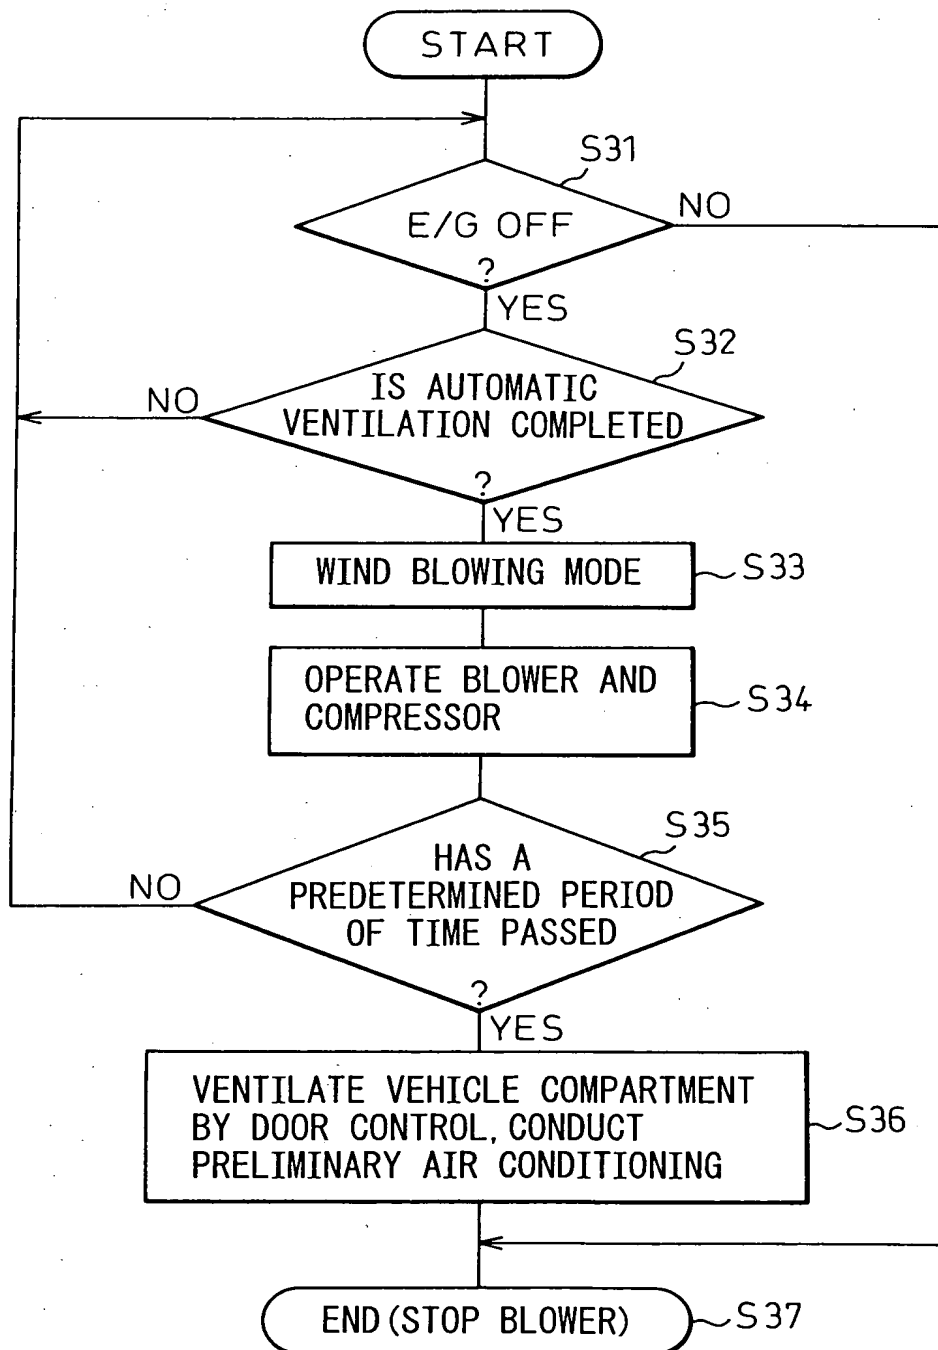 START
S31
E/G OFF
?
NO
YES
S32
IS AUTOMATIC
VENTILATION COMPLETED
?
NO
YES
WIND BLOWING MODE
S33
OPERATE BLOWER AND
COMPRESSOR
S34
S35
HAS A
PREDETERMINED PERIOD
OF TIME PASSED
?
NO
YES
VENTILATE VEHICLE COMPARTMENT
BY DOOR CONTROL, CONDUCT
PRELIMINARY AIR CONDITIONING
S36
END (STOP BLOWER)
S37